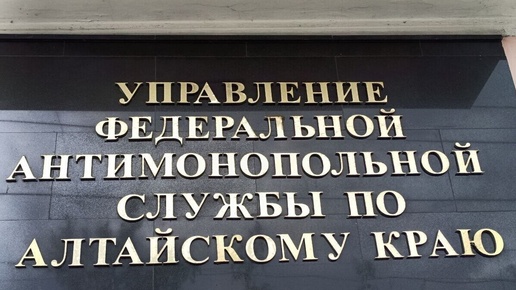 УПРАВЛЕНИЕ
ФЕДЕРАЛЬНОЙ
АНТИМОНОПОЛЬНОЙ
СЛУЖБЫ ПО
АЛТАЙСКОМУ КРАЮ